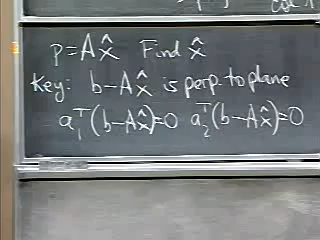 p = Ax̂ Find x̂
Key: b - Ax̂ is perp. to plane
a₁ᵀ(b-Ax̂)=0 a₂ᵀ(b-Ax̂)=0